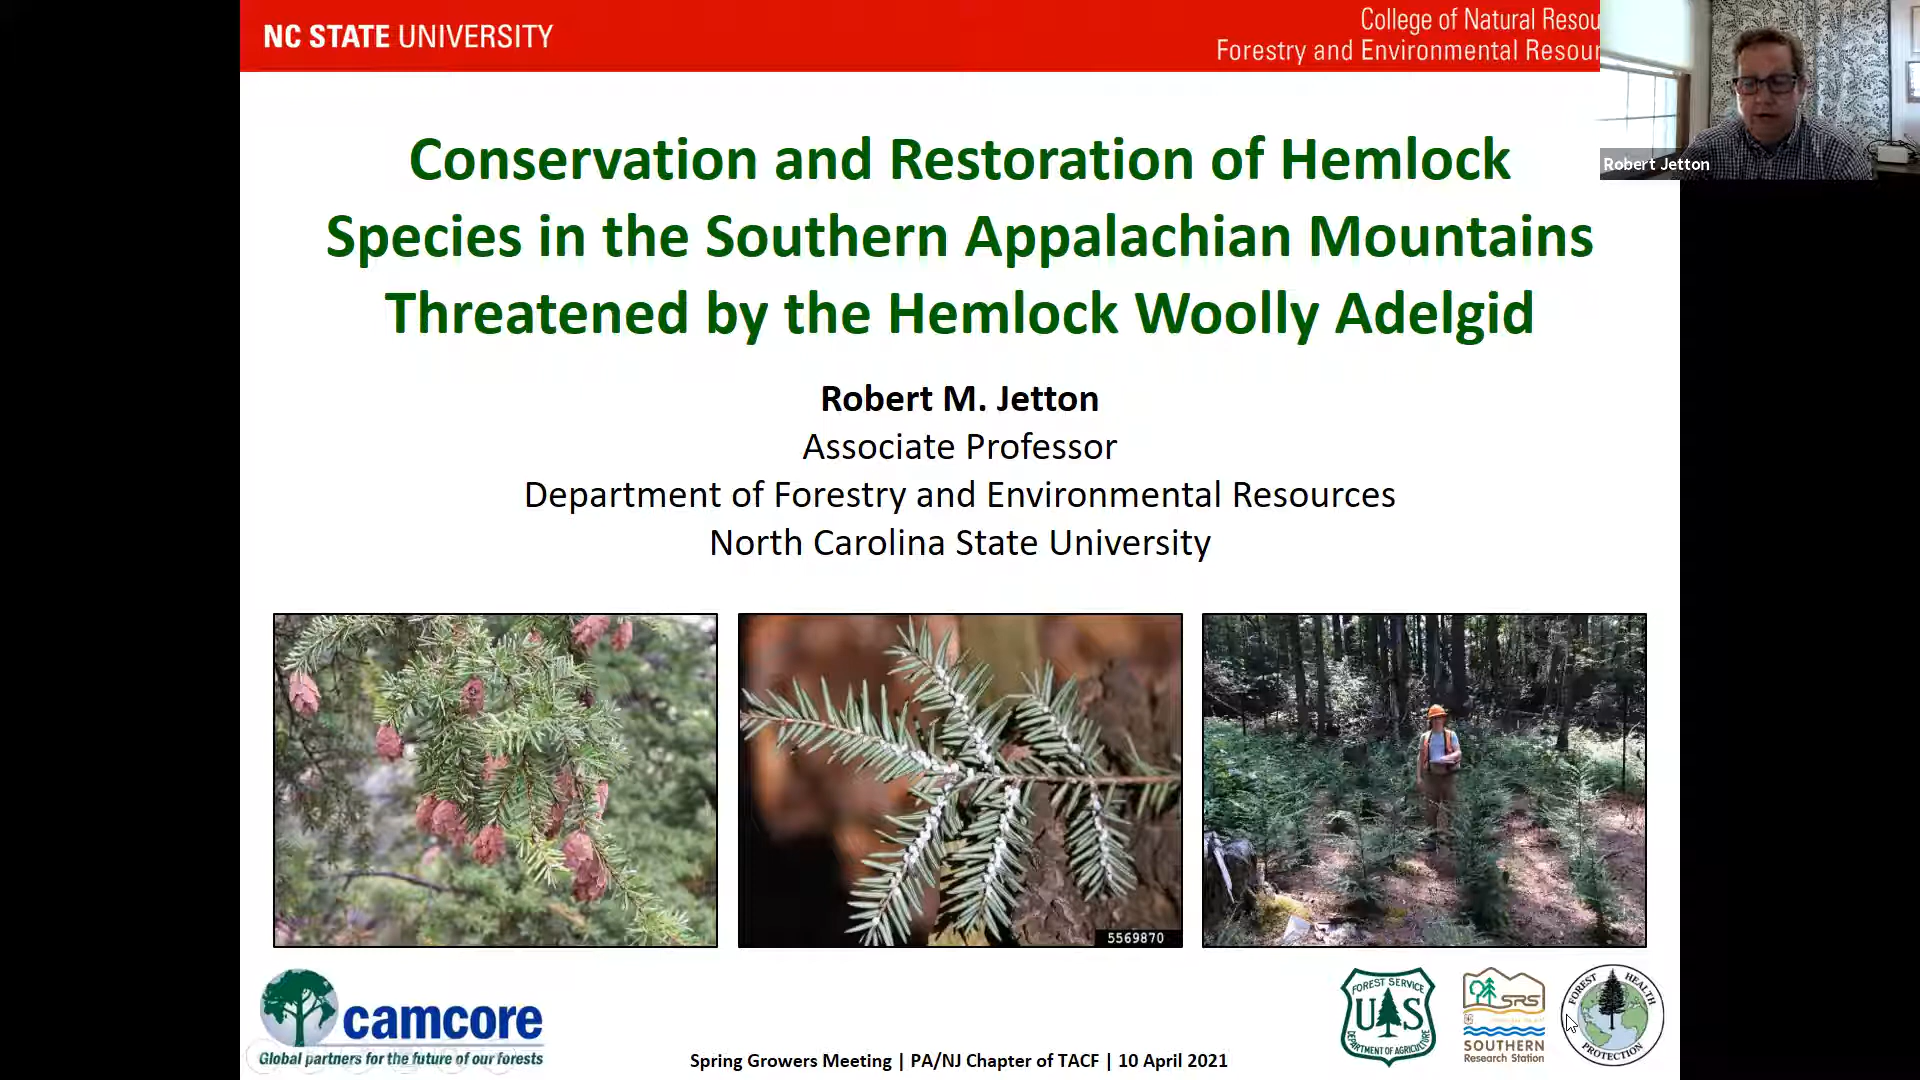 NC STATE UNIVERSITY
College of Natural Resou
Forestry and Environmental Resour
Robert Jetton
Conservation and Restoration of Hemlock
Species in the Southern Appalachian Mountains
Threatened by the Hemlock Woolly Adelgid
Robert M. Jetton
Associate Professor
Department of Forestry and Environmental Resources
North Carolina State University
5569870
camcore
Global partners for the future of our forests
Spring Growers Meeting | PA/NJ Chapter of TACF | 10 April 2021
FOREST SERVICE
U S
DEPARTMENT OF AGRICULTURE
SRS
SOUTHERN
Research Station
FOREST HEALTH
PROTECTION